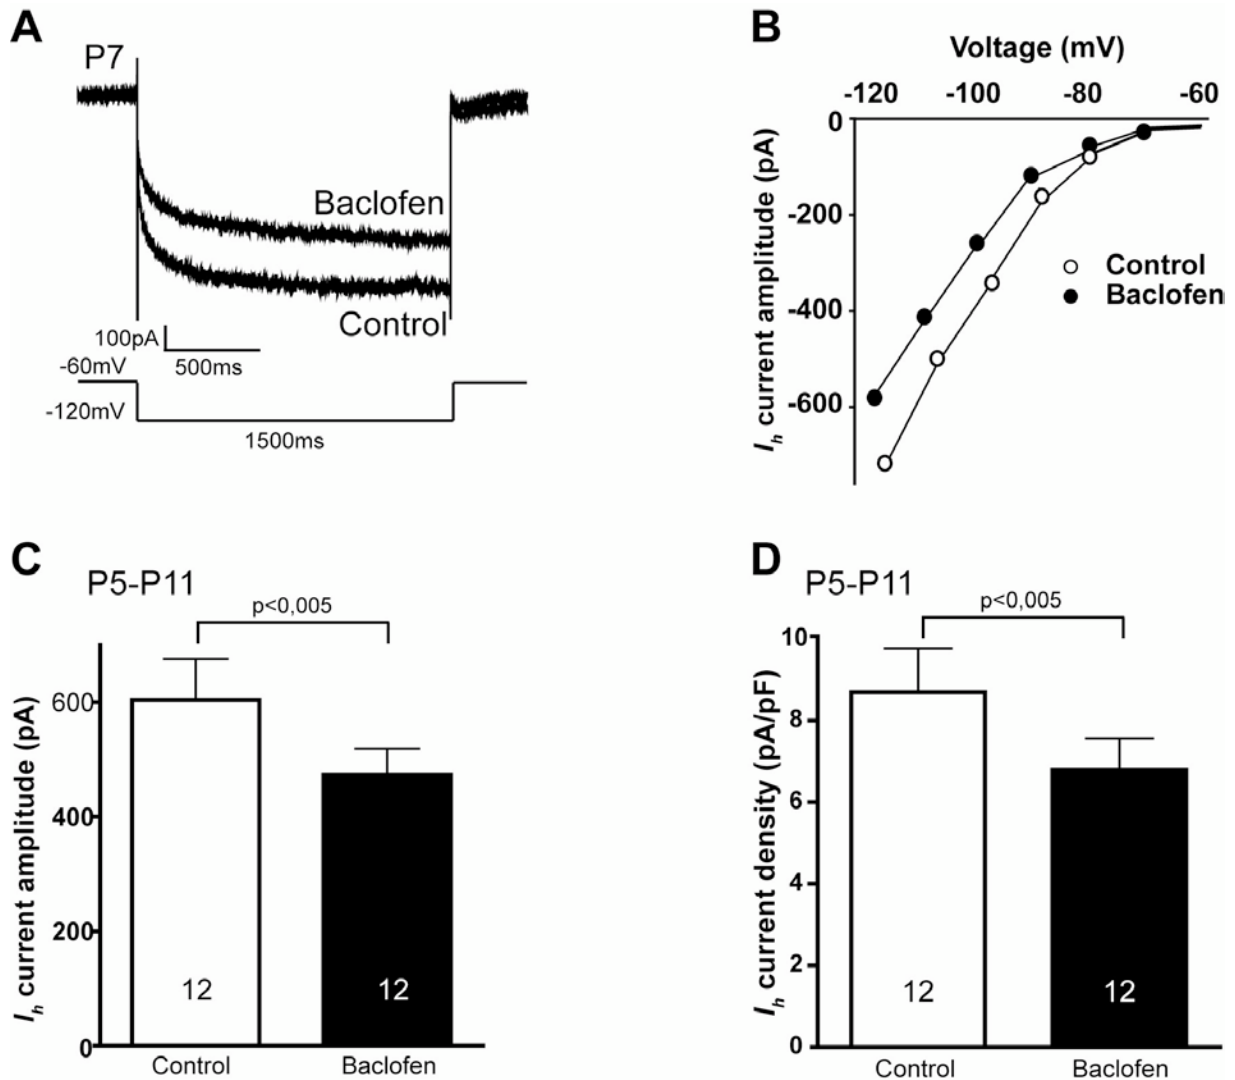 A
P7
Baclofen
Control
100pA
500ms
-60mV
-120mV
1500ms
B
Voltage (mV)
-120 -100 -80 -60
0
-200
-400
-600
Ih current amplitude (pA)
Control
Baclofen
C
P5-P11
p<0,005
600
400
200
0
Ih current amplitude (pA)
12 12
Control Baclofen
D
P5-P11
p<0,005
10
8
6
4
2
0
Ih current density (pA/pF)
12 12
Control Baclofen